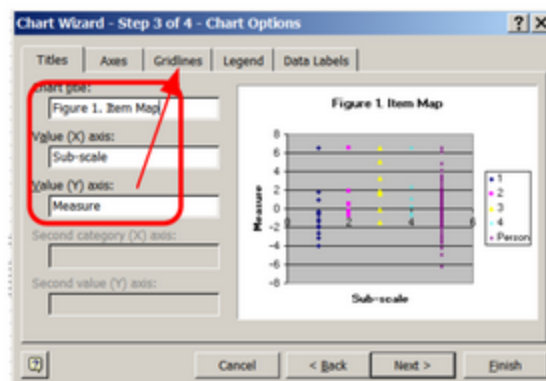 Chart Wizard - Step 3 of 4 - Chart Options
Titles Axes Gridlines Legend Data Labels
Chart title:
Figure 1. Item Map
Value (X) axis:
Sub-scale
Value (Y) axis:
Measure
Second category (X) axis:
Second value (Y) axis:
Figure 1. Item Map
8
6
4
2
0
-2
-4
-6
-8
0 2 4 6
Measure
Sub-scale
1
2
3
4
Person
Cancel < Back Next > Finish